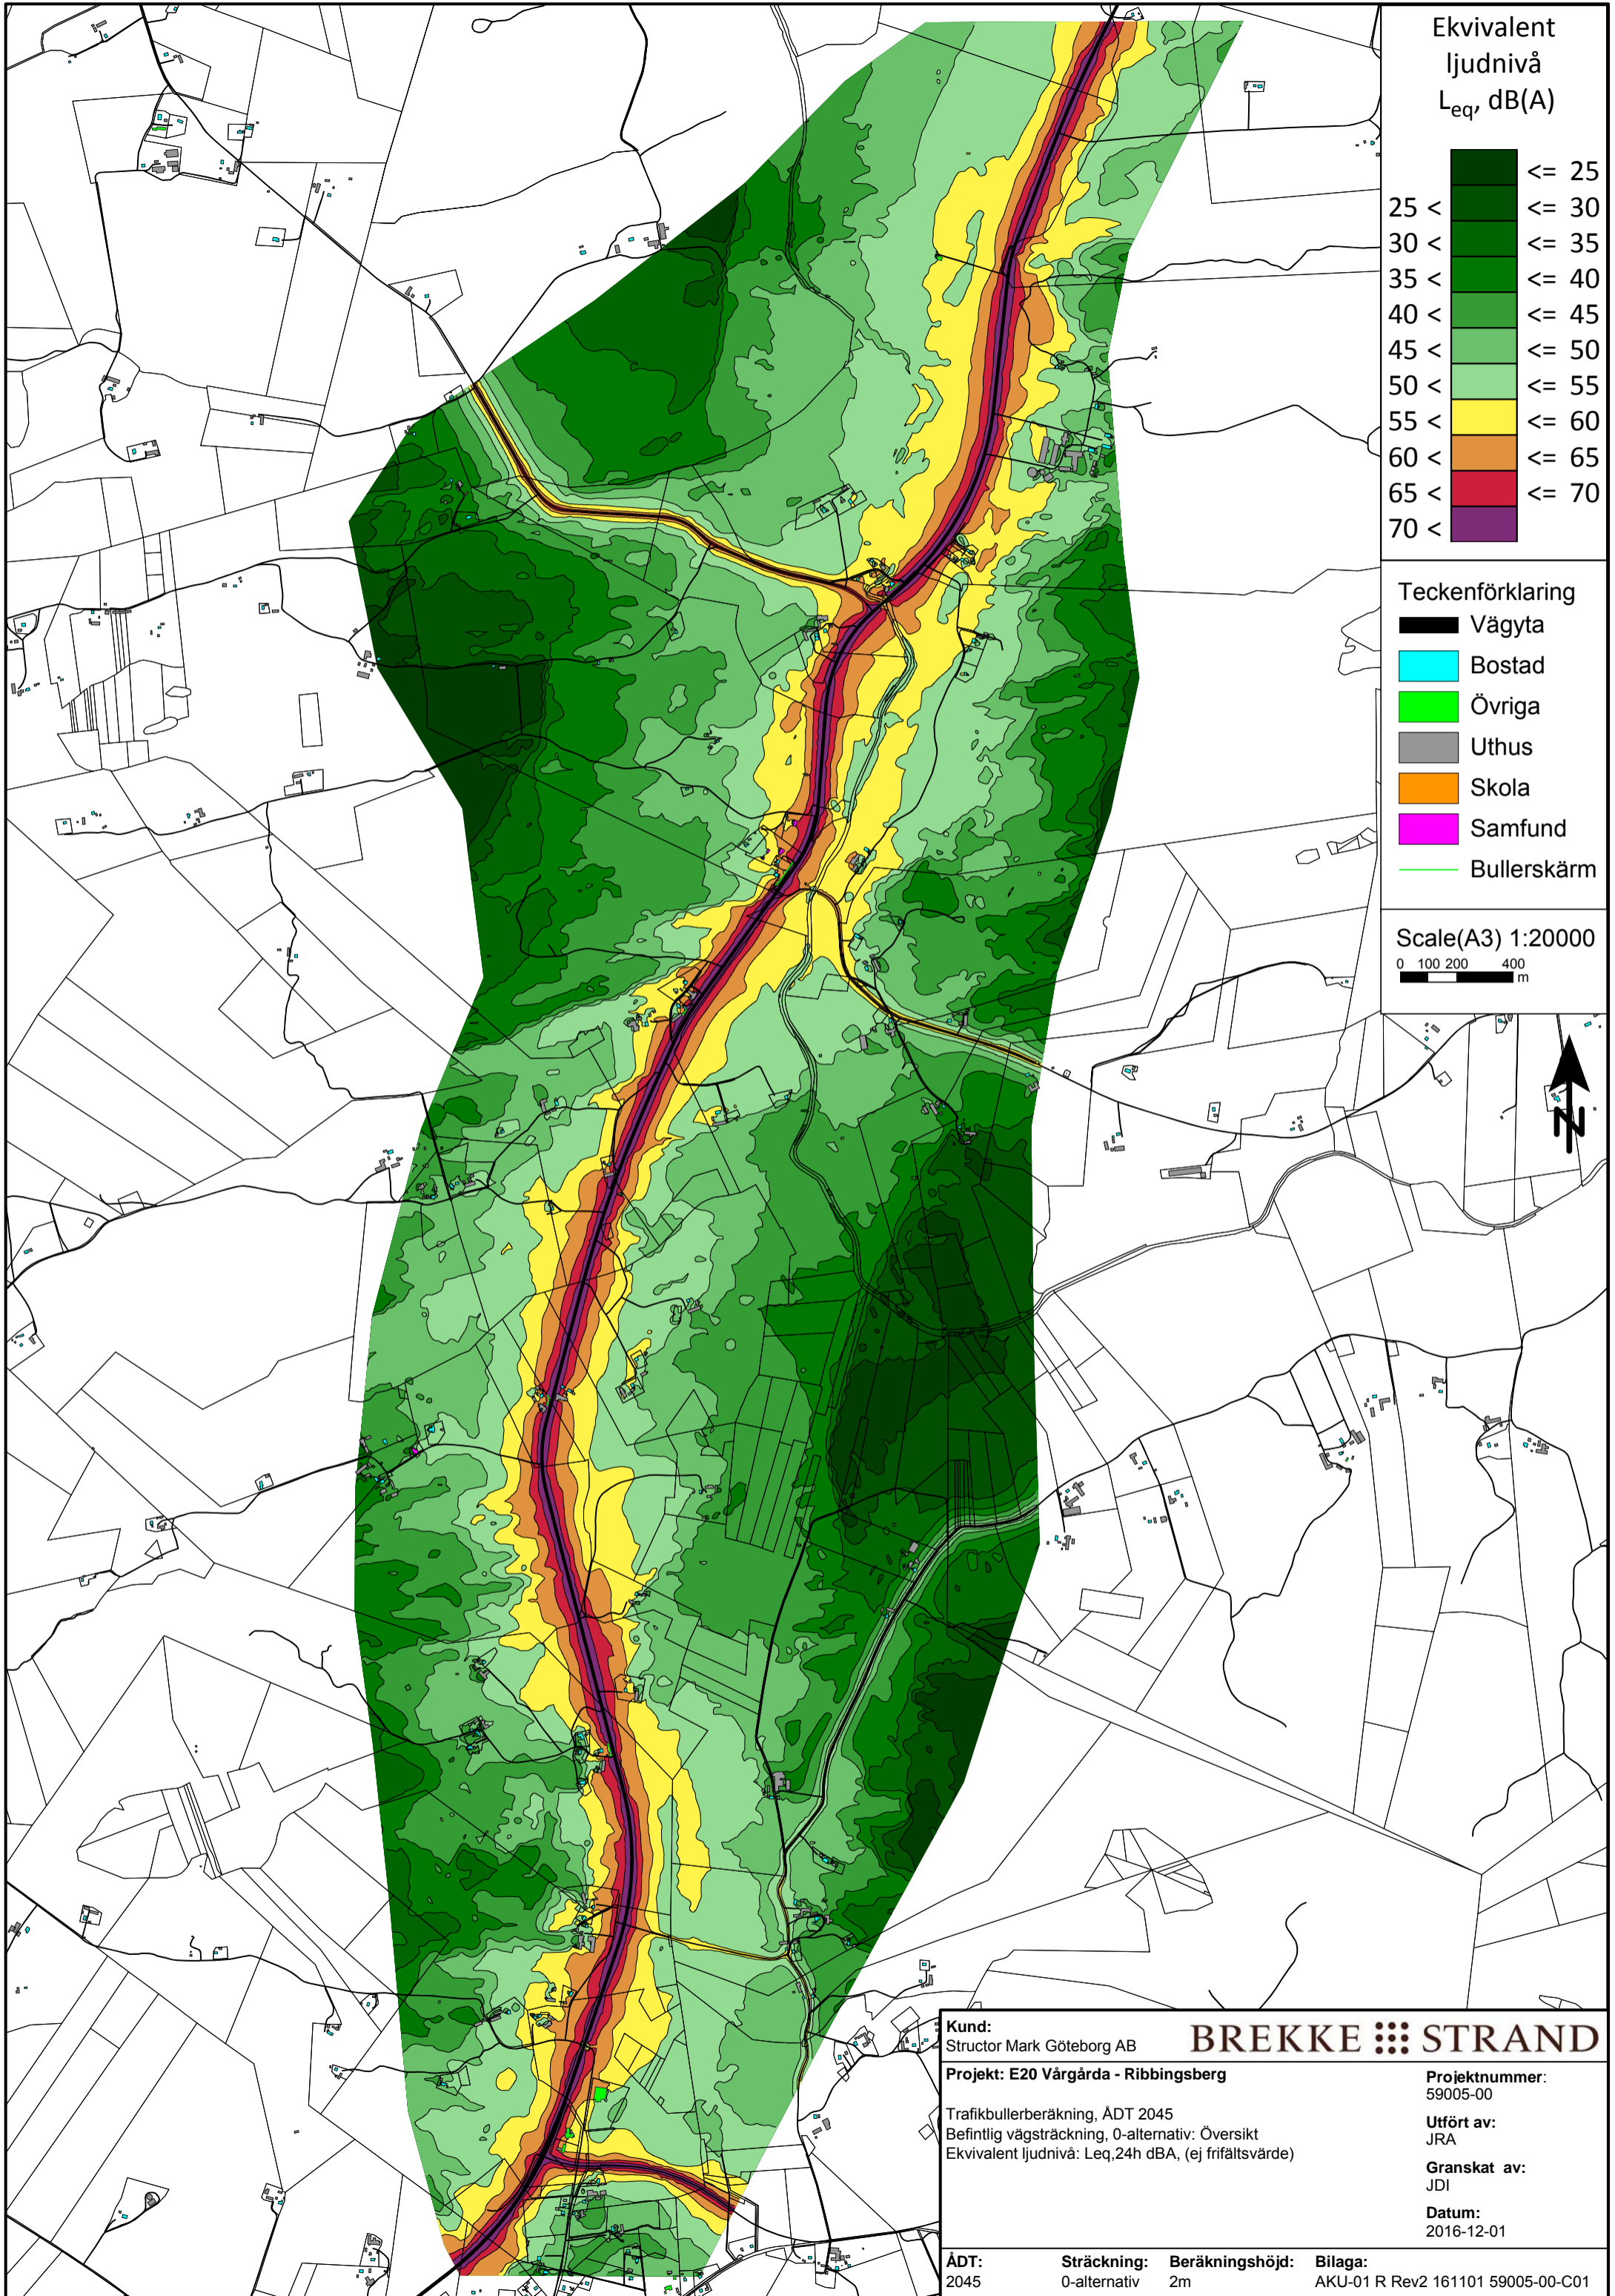 Ekvivalent
ljudnivå
Leq, dB(A)
<= 25
25 < <= 30
30 < <= 35
35 < <= 40
40 < <= 45
45 < <= 50
50 < <= 55
55 < <= 60
60 < <= 65
65 < <= 70
70 <
Teckenförklaring
Vägyta
Bostad
Övriga
Uthus
Skola
Samfund
Bullerskärm
Scale(A3) 1:20000
0 100 200 400
m
N
Kund:
Structor Mark Göteborg AB
BREKKE STRAND
Projekt: E20 Vårgårda - Ribbingsberg
Trafikbullerberäkning, ÅDT 2045
Befintlig vägsträckning, 0-alternativ: Översikt
Ekvivalent ljudnivå: Leq,24h dBA, (ej frifältsvärde)
Projektnummer:
59005-00
Utfört av:
JRA
Granskat av:
JDI
Datum:
2016-12-01
ÅDT: Sträckning: Beräkningshöjd: Bilaga:
2045 0-alternativ 2m AKU-01 R Rev2 161101 59005-00-C01